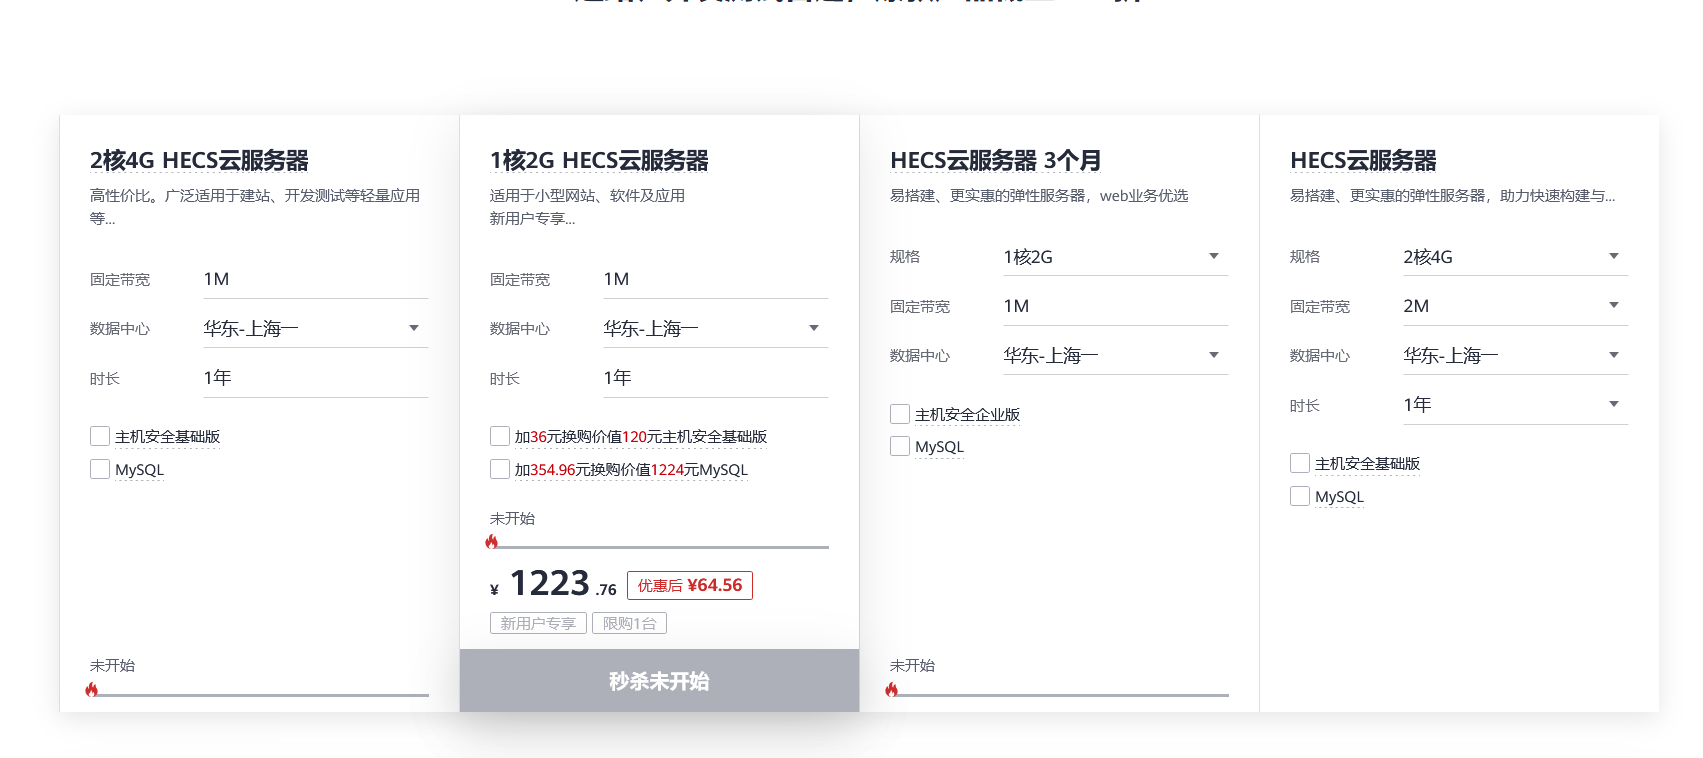 2核4G HECS云服务器
高性价比。广泛适用于建站、开发测试等轻量应用
等...
固定带宽 1M
数据中心 华东-上海一
时长 1年
主机安全基础版
MySQL
未开始
1核2G HECS云服务器
适用于小型网站、软件及应用
新用户专享...
固定带宽 1M
数据中心 华东-上海一
时长 1年
加36元换购价值120元主机安全基础版
加354.96元换购价值1224元MySQL
未开始
¥ 1223.76 优惠后 ¥64.56
新用户专享 限购1台
秒杀未开始
HECS云服务器 3个月
易搭建、更实惠的弹性服务器，web业务优选
规格 1核2G
固定带宽 1M
数据中心 华东-上海一
主机安全企业版
MySQL
未开始
HECS云服务器
易搭建、更实惠的弹性服务器，助力快速构建与...
规格 2核4G
固定带宽 2M
数据中心 华东-上海一
时长 1年
主机安全基础版
MySQL